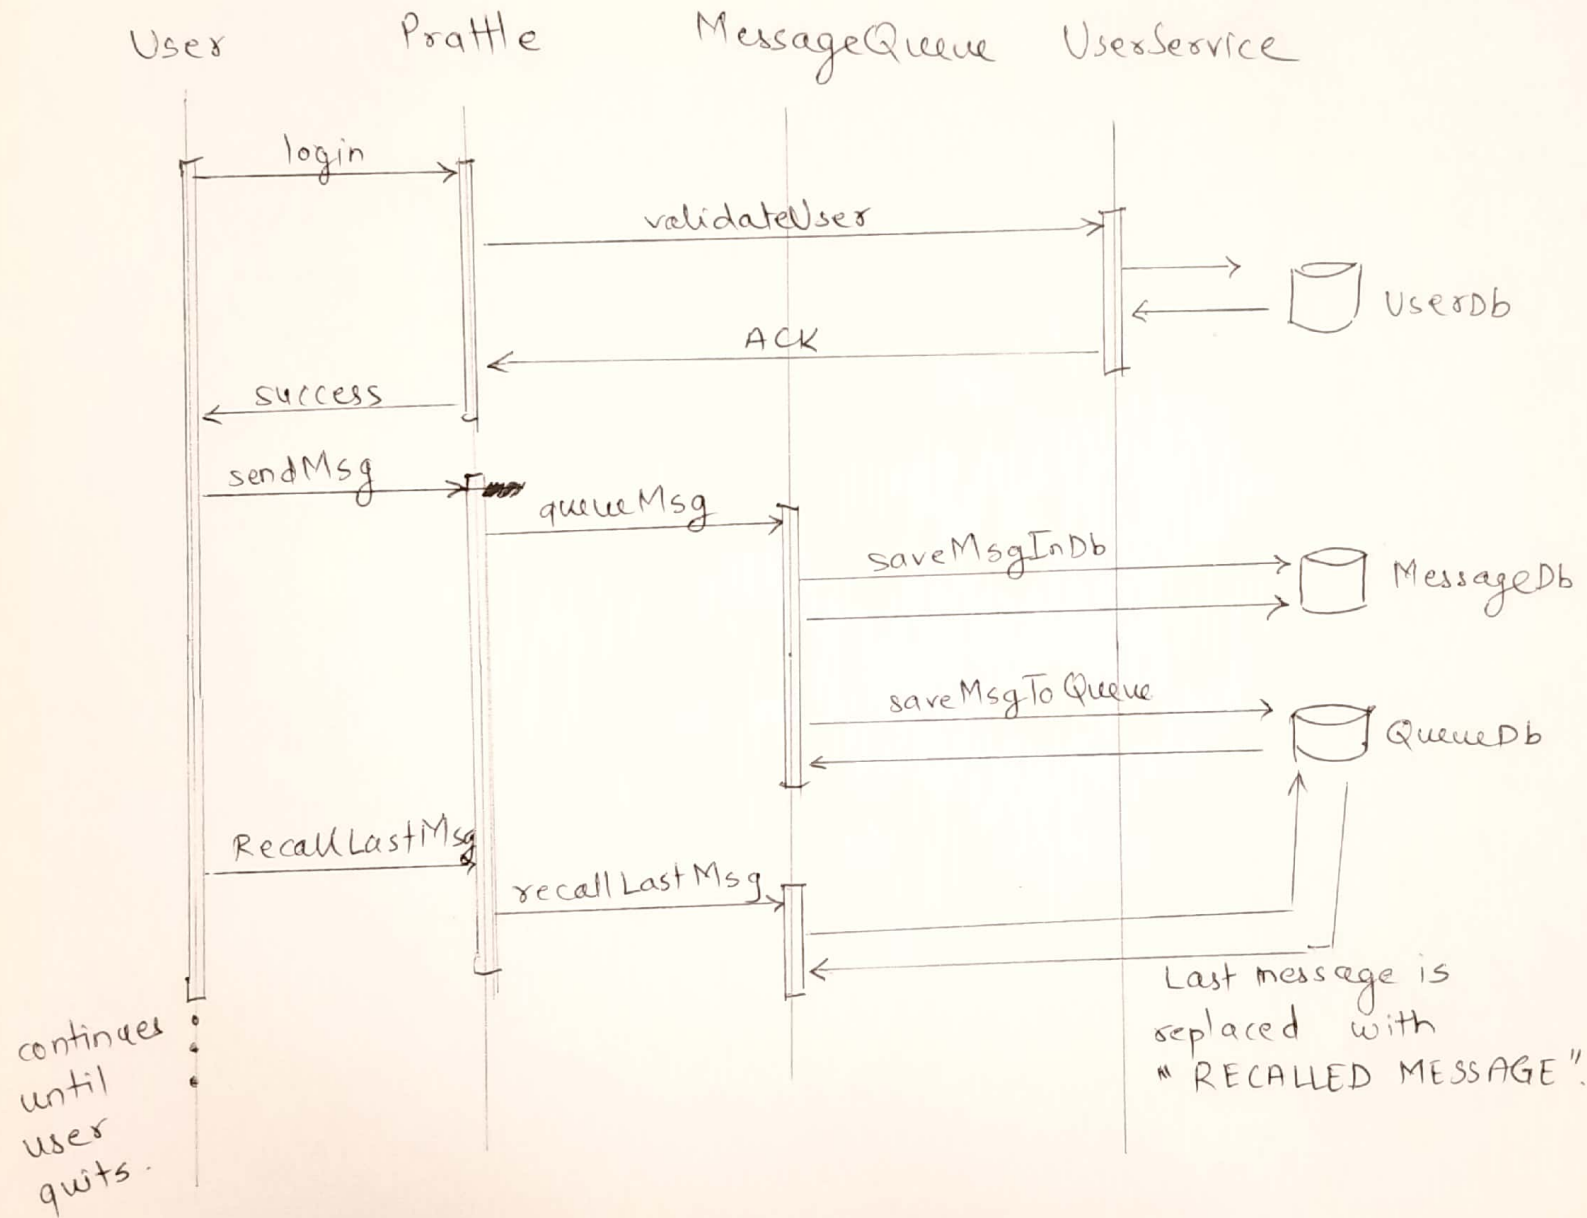 User Prattle MessageQueue UserService
login
validateUser
UserDb
ACK
success
sendMsg
queueMsg
saveMsgInDb
MessageDb
saveMsgToQueue
QueueDb
RecallLastMsg
recallLastMsg
Last message is
replaced with
"RECALLED MESSAGE".
continues
until
user
quits.